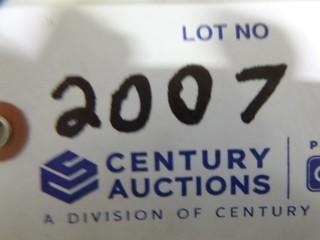 LOT NO
2007
CENTURY
AUCTIONS
A DIVISION OF CENTURY